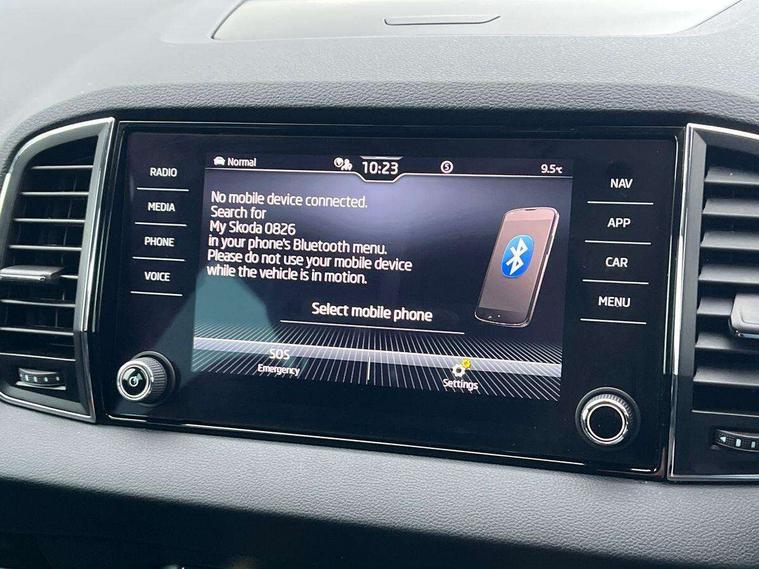 Normal
10:23
5
9.5°C
RADIO
MEDIA
PHONE
VOICE
No mobile device connected.
Search for
My Skoda 0826
in your phone's Bluetooth menu.
Please do not use your mobile device
while the vehicle is in motion.
Select mobile phone
SOS
Emergency
Settings
NAV
APP
CAR
MENU